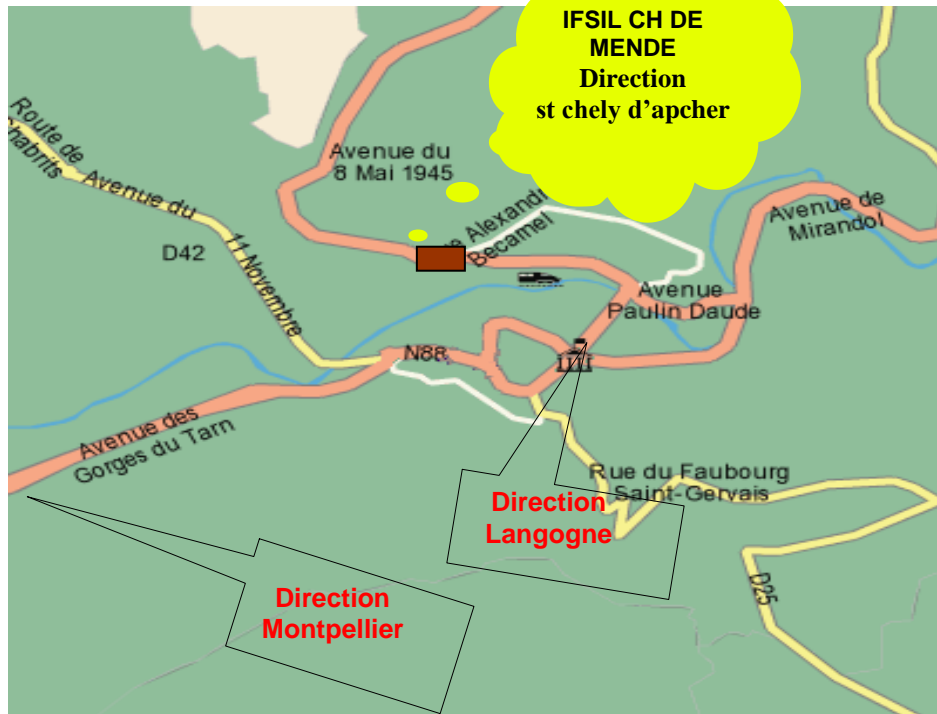 IFSIL CH DE
MENDE
Direction
st chely d’apcher
Route de
Chabrits
Avenue du
8 Mai 1945
Avenue du
11 Novembre
D42
Alexandr
Becamel
Avenue de
Mirandol
Avenue
Paulin Daude
N88
Avenue des
Gorges du Tarn
Rue du Faubourg
Saint-Gervais
Direction
Langogne
Direction
Montpellier
D25